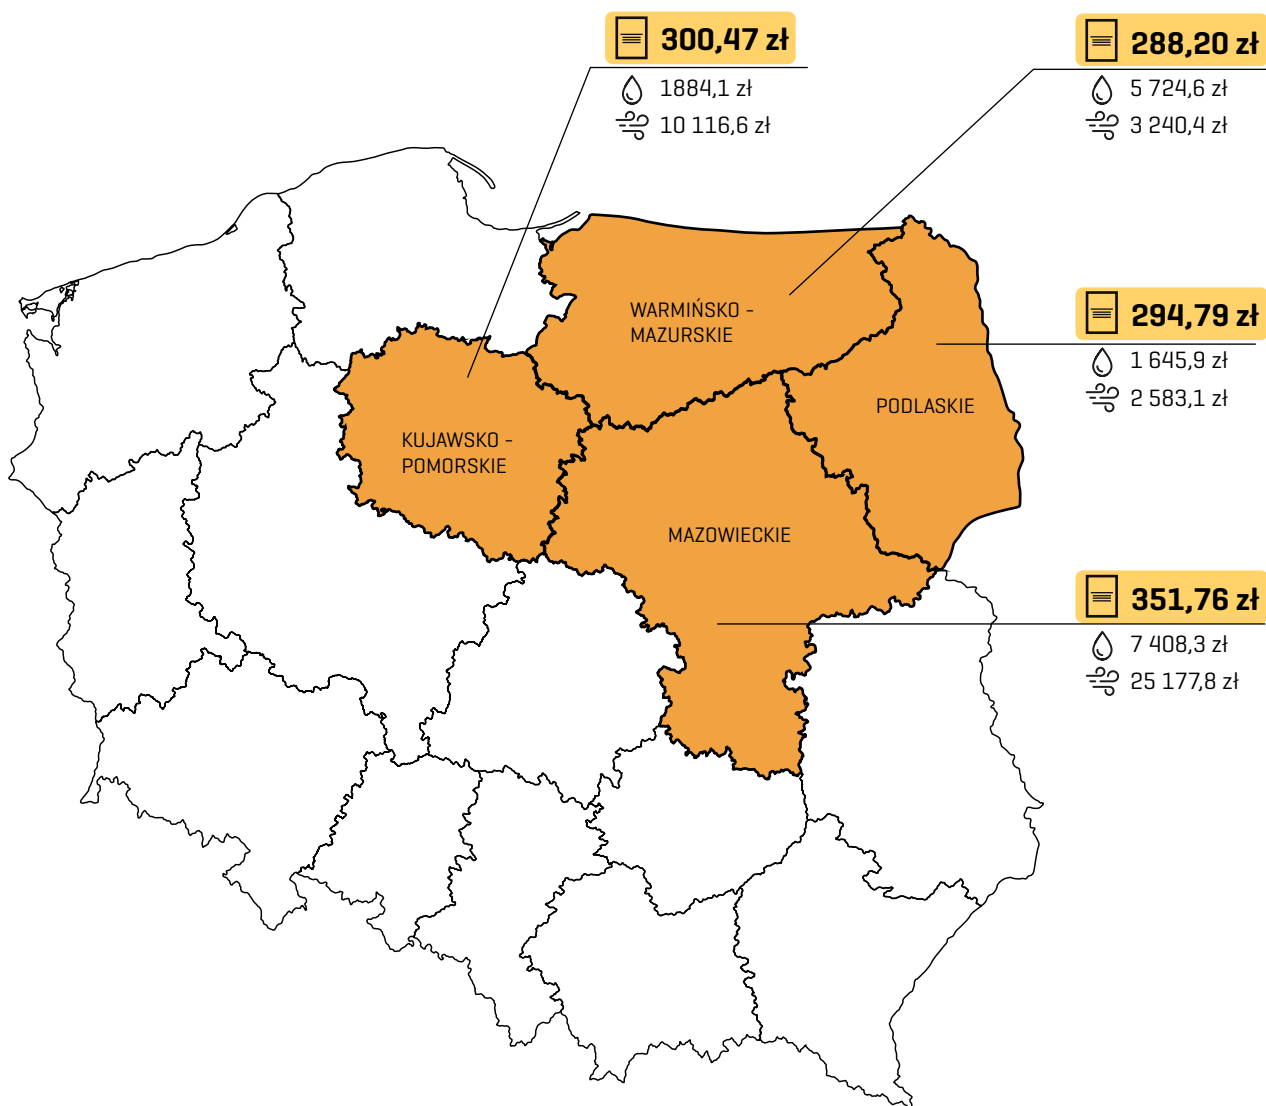 300,47 zł
1884,1 zł
10 116,6 zł
288,20 zł
5 724,6 zł
3 240,4 zł
WARMIŃSKO -
MAZURSKIE
294,79 zł
1 645,9 zł
2 583,1 zł
PODLASKIE
KUJAWSKO -
POMORSKIE
MAZOWIECKIE
351,76 zł
7 408,3 zł
25 177,8 zł